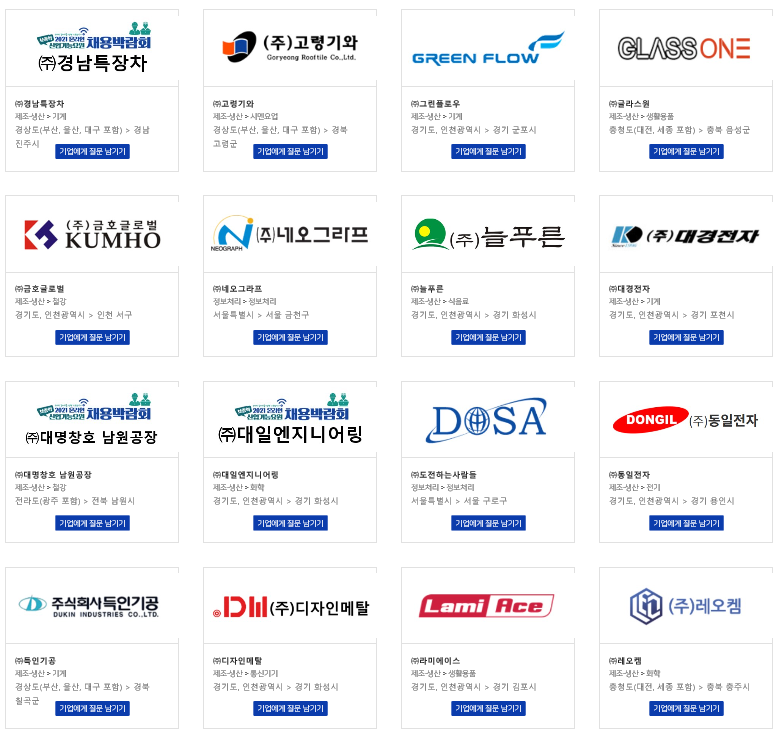 2021 온라인
산업기능요원 채용박람회
㈜경남특장차
㈜경남특장차
제조·생산 > 기계
경상도(부산, 울산, 대구 포함) > 경남
진주시
기업에게 질문 남기기
(주)고령기와
Goryeong Rooftile Co.,Ltd.
㈜고령기와
제조·생산 > 시멘요업
경상도(부산, 울산, 대구 포함) > 경북
고령군
기업에게 질문 남기기
GREEN FLOW
㈜그린플로우
제조·생산 > 기계
경기도, 인천광역시 > 경기 군포시
기업에게 질문 남기기
GLASS ONE
㈜글라스원
제조·생산 > 생활용품
충청도(대전, 세종 포함) > 충북 음성군
기업에게 질문 남기기
(주)금호글로벌
KUMHO
㈜금호글로벌
제조·생산 > 철강
경기도, 인천광역시 > 인천 서구
기업에게 질문 남기기
NEOGRAPH
(주)네오그라프
㈜네오그라프
정보처리 > 정보처리
서울특별시 > 서울 금천구
기업에게 질문 남기기
(주)늘푸른
㈜늘푸른
제조·생산 > 식음료
경기도, 인천광역시 > 경기 화성시
기업에게 질문 남기기
(주)대경전자
㈜대경전자
제조·생산 > 기계
경기도, 인천광역시 > 경기 포천시
기업에게 질문 남기기
2021 온라인
산업기능요원 채용박람회
㈜대명창호 남원공장
㈜대명창호 남원공장
제조·생산 > 철강
전라도(광주 포함) > 전북 남원시
기업에게 질문 남기기
2021 온라인
산업기능요원 채용박람회
㈜대일엔지니어링
㈜대일엔지니어링
제조·생산 > 화학
경기도, 인천광역시 > 경기 화성시
기업에게 질문 남기기
DOSA
㈜도전하는사람들
정보처리 > 정보처리
서울특별시 > 서울 구로구
기업에게 질문 남기기
DONGIL (주)동일전자
㈜동일전자
제조·생산 > 전기
경기도, 인천광역시 > 경기 용인시
기업에게 질문 남기기
주식회사득인기공
DUKIN INDUSTRIES CO.,LTD.
㈜득인기공
제조·생산 > 기계
경상도(부산, 울산, 대구 포함) > 경북
칠곡군
기업에게 질문 남기기
(주)디자인메탈
㈜디자인메탈
제조·생산 > 통신기기
경기도, 인천광역시 > 경기 화성시
기업에게 질문 남기기
Lami Ace
㈜라미에이스
제조·생산 > 생활용품
경기도, 인천광역시 > 경기 김포시
기업에게 질문 남기기
(주)레오켐
㈜레오켐
제조·생산 > 화학
충청도(대전, 세종 포함) > 충북 충주시
기업에게 질문 남기기